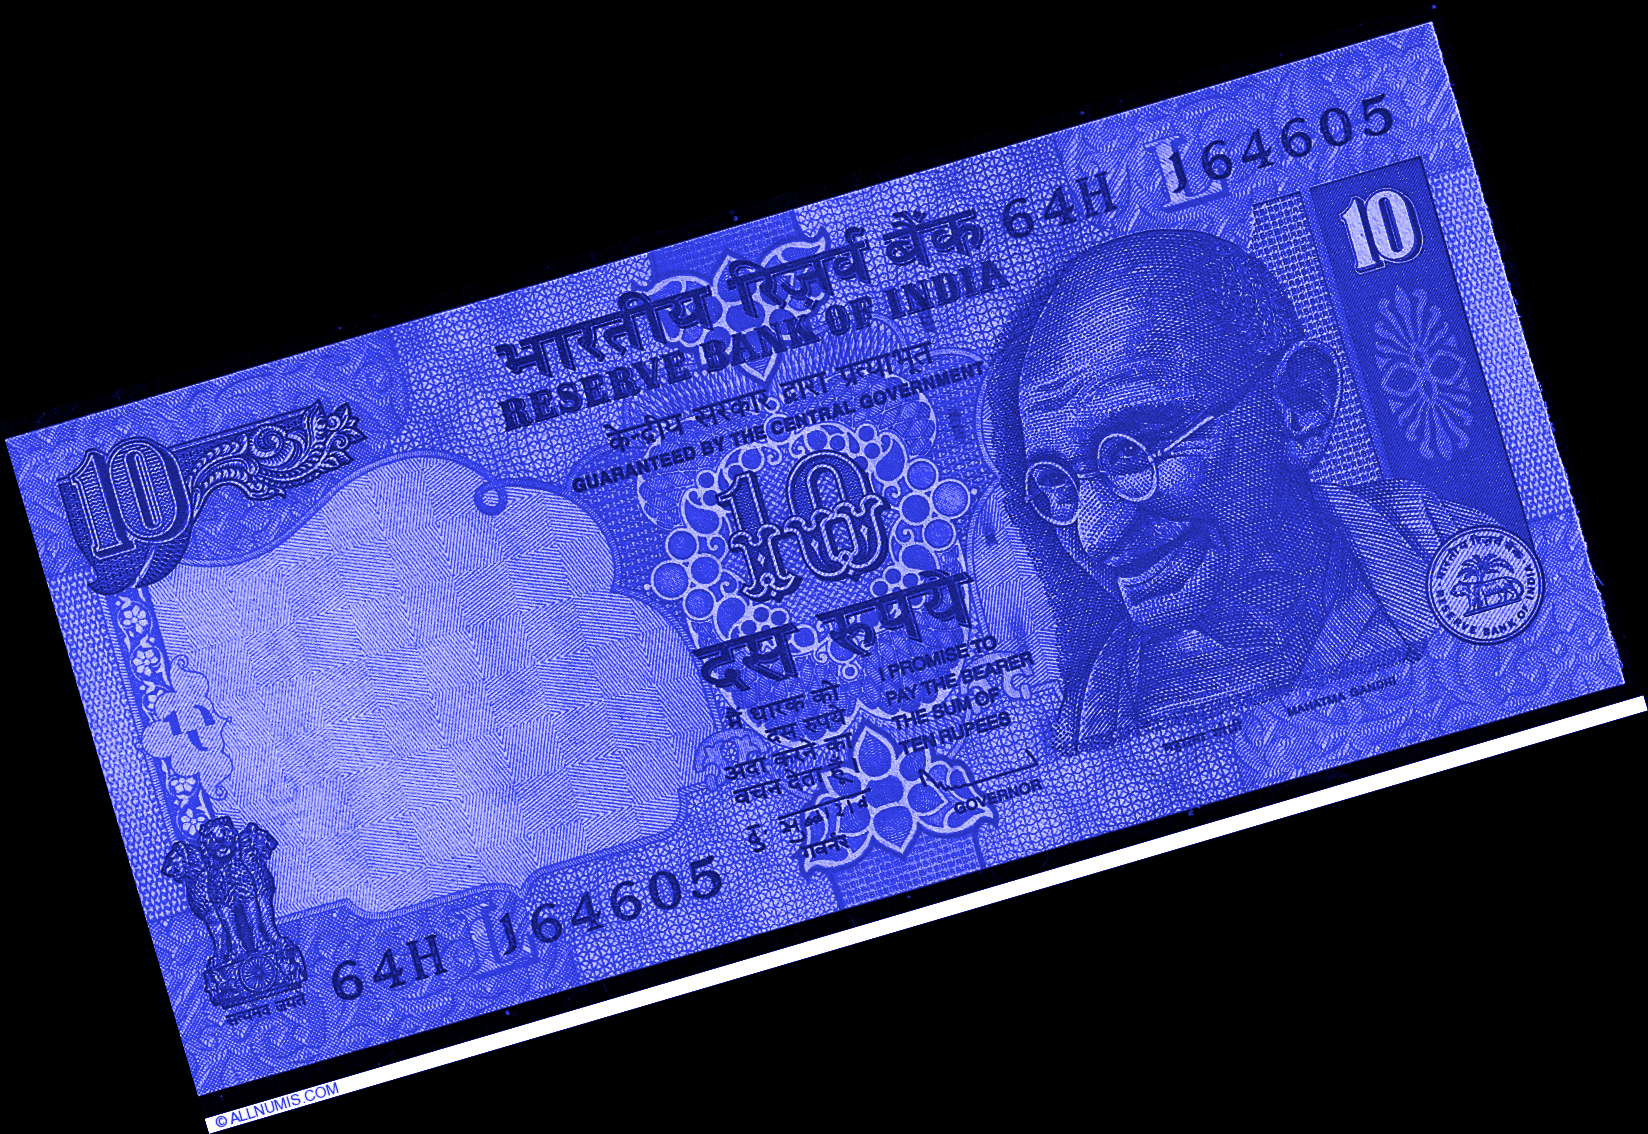 64H 164605
10
भारतीय रिज़र्व बैंक
RESERVE BANK OF INDIA
केन्द्रीय सरकार द्वारा प्रत्याभूत
GUARANTEED BY THE CENTRAL GOVERNMENT
10
10
दस रुपये
मैं धारक को
दस रुपये
अदा करने का
वचन देता हूँ।
I PROMISE TO
PAY THE BEARER
THE SUM OF
TEN RUPEES
गवर्नर
GOVERNOR
महात्मा गांधी
MAHATMA GANDHI
भारतीय रिज़र्व बैंक
RESERVE BANK OF INDIA
64H 164605
सत्यमेव जयते
© ALLNUMIS.COM